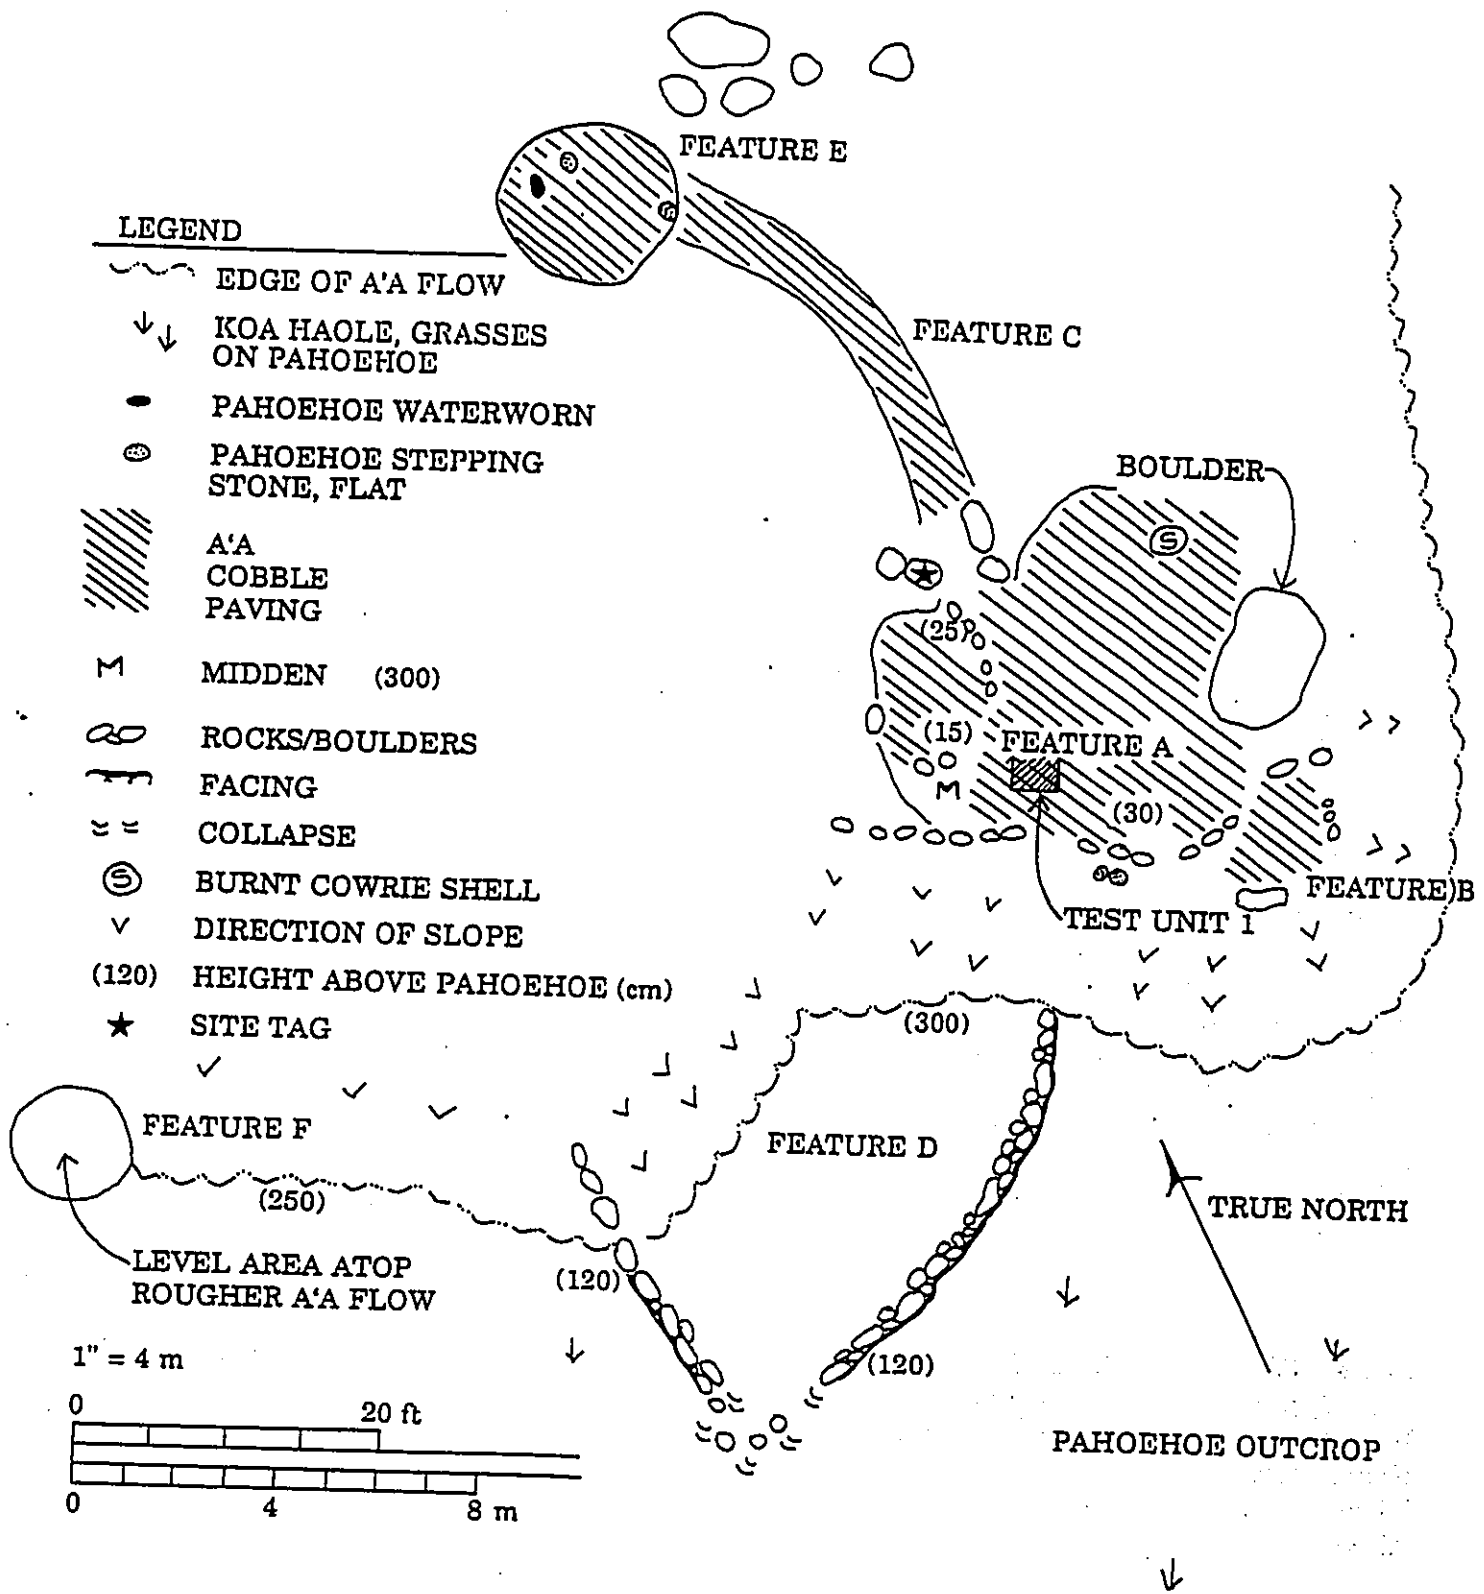 FEATURE E
LEGEND
EDGE OF A'A FLOW
KOA HAOLE, GRASSES
ON PAHOEHOE
PAHOEHOE WATERWORN
PAHOEHOE STEPPING
STONE, FLAT
A'A
COBBLE
PAVING
M MIDDEN (300)
ROCKS/BOULDERS
FACING
COLLAPSE
S BURNT COWRIE SHELL
DIRECTION OF SLOPE
(120) HEIGHT ABOVE PAHOEHOE (cm)
★ SITE TAG
FEATURE C
BOULDER
S
(25)
(15)
FEATURE A
M
(30)
FEATURE B
TEST UNIT 1
(300)
FEATURE F
FEATURE D
(250)
TRUE NORTH
LEVEL AREA ATOP
ROUGHER A'A FLOW
(120)
(120)
1" = 4 m
0 20 ft
0 4 8 m
PAHOEHOE OUTCROP